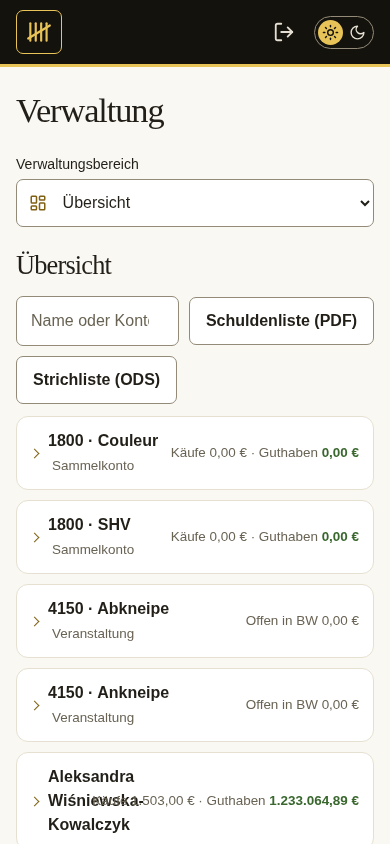 Verwaltung
Verwaltungsbereich
Übersicht
Übersicht
Name oder Kont
Schuldenliste (PDF)
Strichliste (ODS)
1800 · Couleur
Sammelkonto
Käufe 0,00 € · Guthaben 0,00 €
1800 · SHV
Sammelkonto
Käufe 0,00 € · Guthaben 0,00 €
4150 · Abkneipe
Veranstaltung
Offen in BW 0,00 €
4150 · Ankneipe
Veranstaltung
Offen in BW 0,00 €
Aleksandra
Wiśniewska-
Kowalczyk
503,00 € · Guthaben 1.233.064,89 €